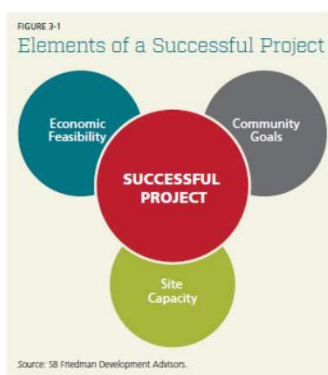 FIGURE 3-1
Elements of a Successful Project
Economic
Feasibility
Community
Goals
SUCCESSFUL
PROJECT
Site
Capacity
Source: SB Friedman Development Advisors.